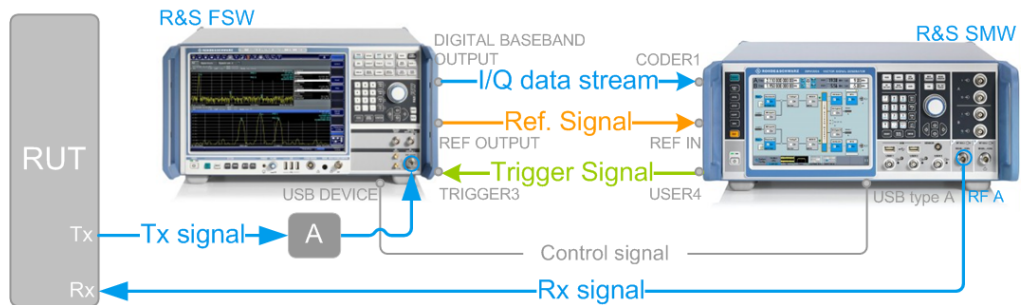 R&S FSW
R&S SMW
DIGITAL BASEBAND
OUTPUT
CODER1
I/Q data stream
Ref. Signal
REF OUTPUT
REF IN
RUT
Trigger Signal
USB DEVICE
TRIGGER3
USER4
USB type A
RF A
Tx
Tx signal
A
Control signal
Rx
Rx signal